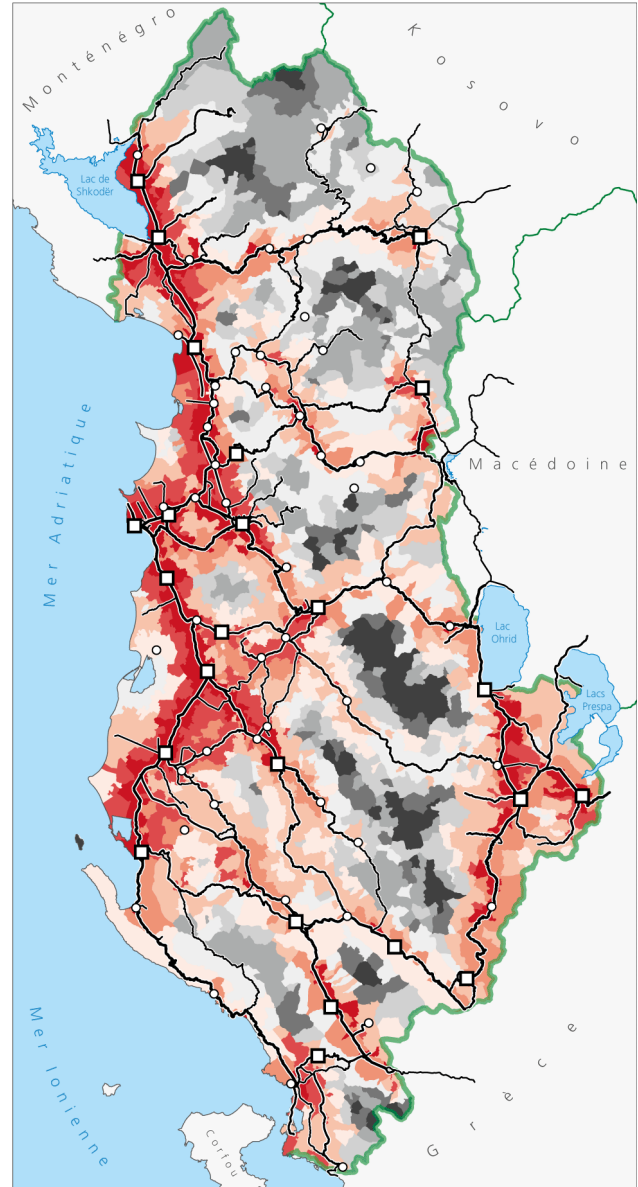 Monténégro
Kosovo
Lac de
Shkodër
Mer Adriatique
Macédoine
Lac
Ohrid
Lacs
Prespa
Mer Ionienne
Corfou
Grèce